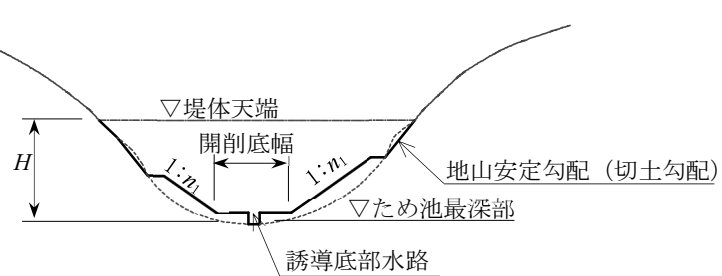 ▽堤体天端
開削底幅
H
1:n1
1:n1
地山安定勾配（切土勾配）
▽ため池最深部
誘導底部水路